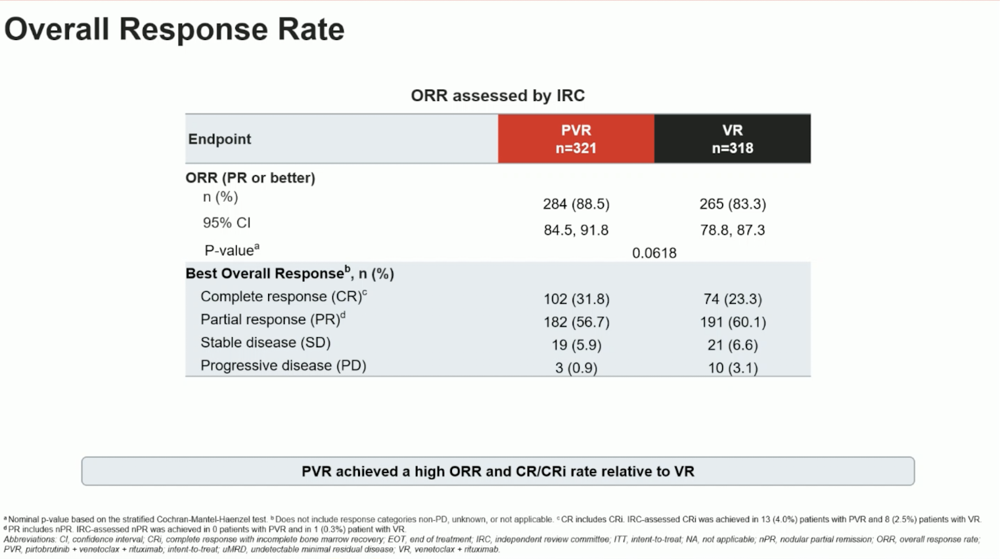 Overall Response Rate
ORR assessed by IRC
Endpoint
PVR
n=321
VR
n=318
ORR (PR or better)
n (%) 284 (88.5) 265 (83.3)
95% CI 84.5, 91.8 78.8, 87.3
P-valueᵃ 0.0618
Best Overall Responseᵇ, n (%)
Complete response (CR)ᶜ 102 (31.8) 74 (23.3)
Partial response (PR)ᵈ 182 (56.7) 191 (60.1)
Stable disease (SD) 19 (5.9) 21 (6.6)
Progressive disease (PD) 3 (0.9) 10 (3.1)
PVR achieved a high ORR and CR/CRi rate relative to VR
ᵃ Nominal p-value based on the stratified Cochran-Mantel-Haenzel test. ᵇ Does not include response categories non-PD, unknown, or not applicable. ᶜ CR includes CRi. IRC-assessed CRi was achieved in 13 (4.0%) patients with PVR and 8 (2.5%) patients with VR.
ᵈ PR includes nPR. IRC-assessed nPR was achieved in 0 patients with PVR and in 1 (0.3%) patient with VR.
Abbreviations: CI, confidence interval; CRi, complete response with incomplete bone marrow recovery; EOT, end of treatment; IRC, independent review committee; ITT, intent-to-treat; NA, not applicable; nPR, nodular partial remission; ORR, overall response rate;
PVR, pirtobrutinib + venetoclax + rituximab; intent-to-treat; uMRD, undetectable minimal residual disease; VR, venetoclax + rituximab.